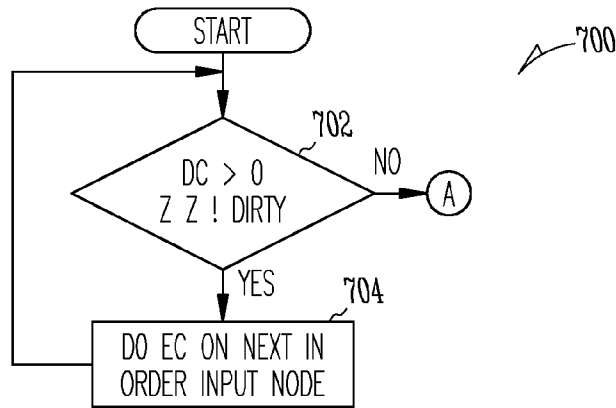 START
700
702
DC > 0
Z Z ! DIRTY
NO
A
YES
704
DO EC ON NEXT IN
ORDER INPUT NODE